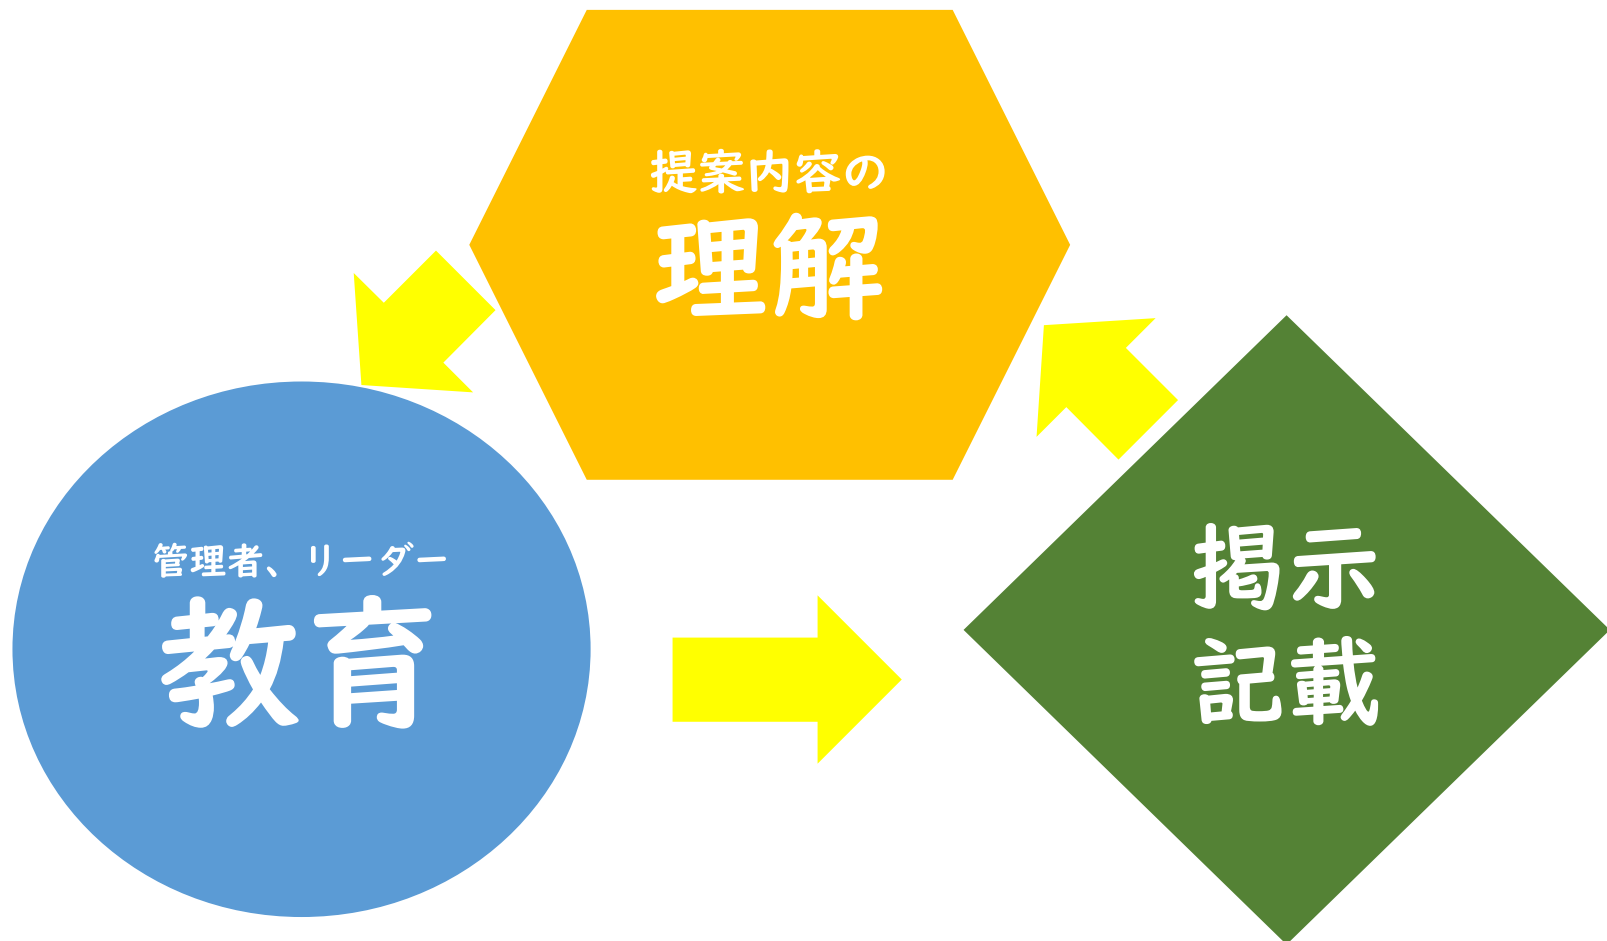 提案内容の
理解
管理者、リーダー
教育
掲示
記載